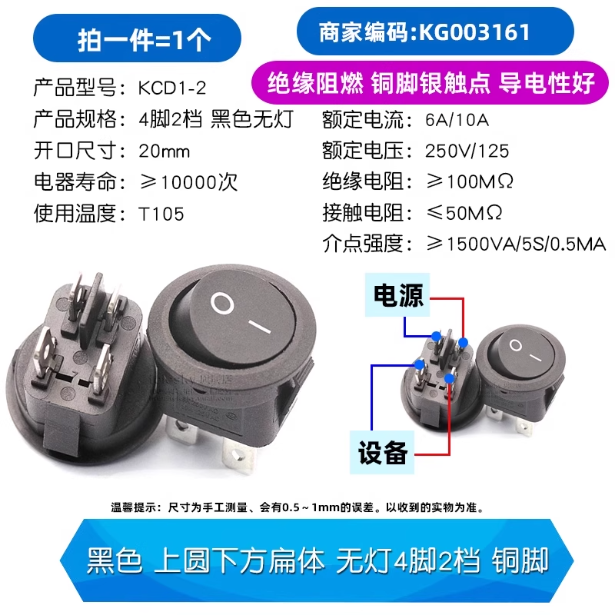 拍一件=1个
商家编码:KG003161
绝缘阻燃 铜脚银触点 导电性好
产品型号: KCD1-2
产品规格: 4脚2档 黑色无灯
开口尺寸: 20mm
电器寿命: ≥10000次
使用温度: T105
额定电流: 6A/10A
额定电压: 250V/125
绝缘电阻: ≥100MΩ
接触电阻: ≤50MΩ
介点强度: ≥1500VA/5S/0.5MA
电源
设备
温馨提示: 尺寸为手工测量、会有0.5~1mm的误差。以收到的实物为准。
黑色 上圆下方扁体 无灯4脚2档 铜脚